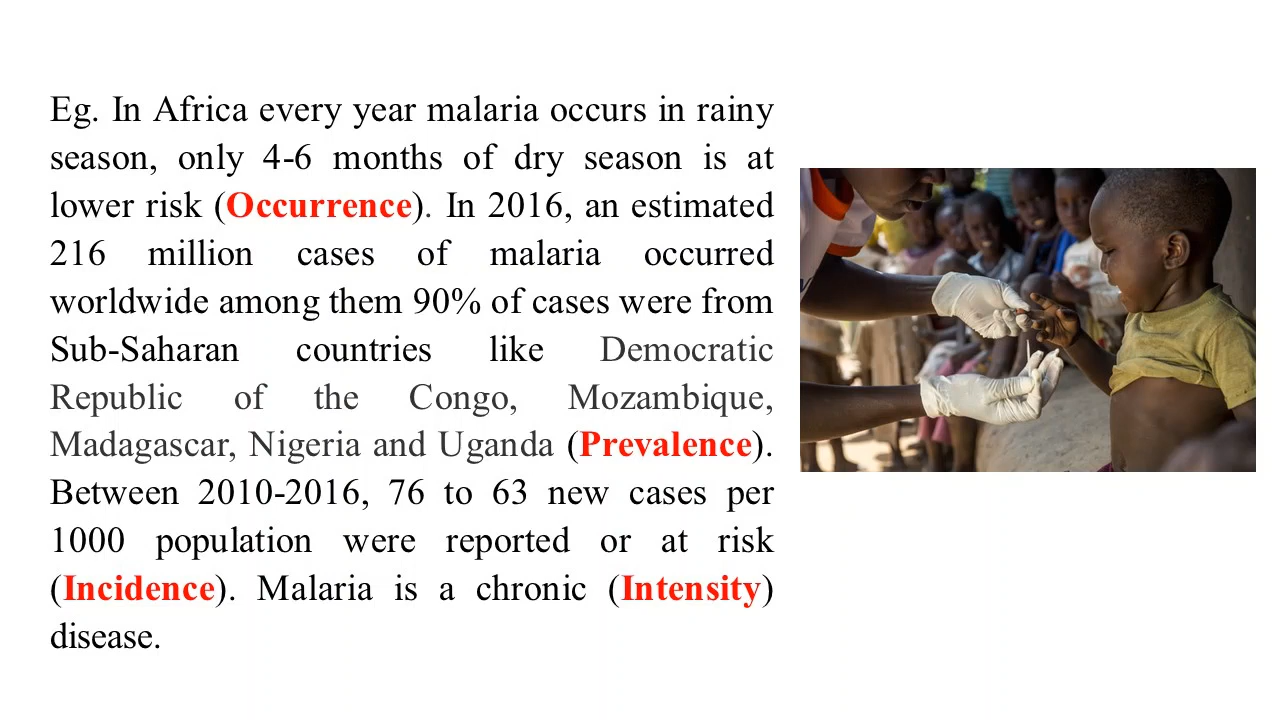 Eg. In Africa every year malaria occurs in rainy
season, only 4-6 months of dry season is at
lower risk (Occurrence). In 2016, an estimated
216 million cases of malaria occurred
worldwide among them 90% of cases were from
Sub-Saharan countries like Democratic
Republic of the Congo, Mozambique,
Madagascar, Nigeria and Uganda (Prevalence).
Between 2010-2016, 76 to 63 new cases per
1000 population were reported or at risk
(Incidence). Malaria is a chronic (Intensity)
disease.